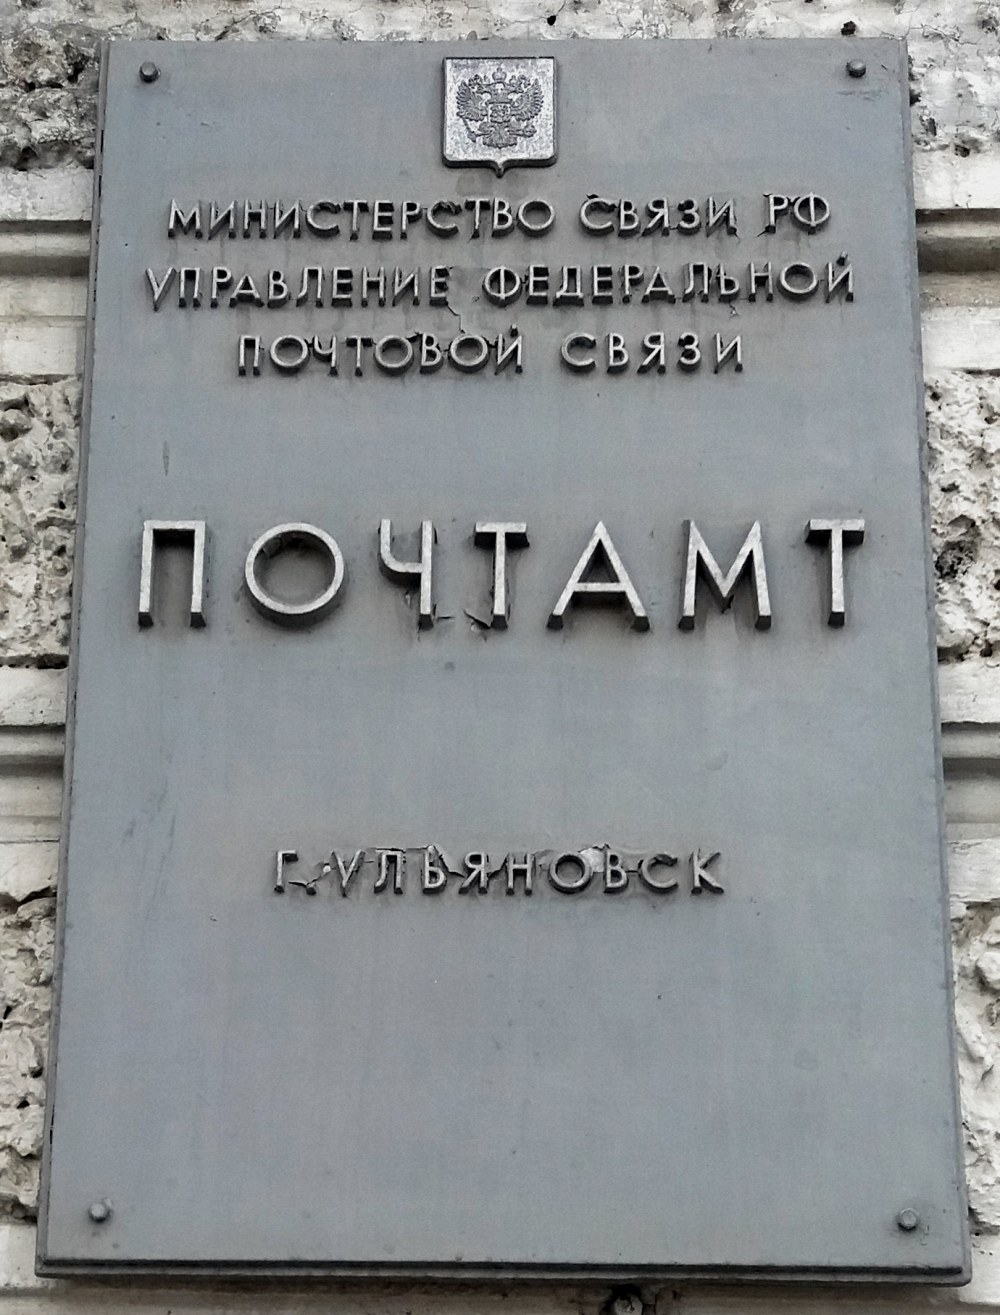 МИНИСТЕРСТВО СВЯЗИ РФ
УПРАВЛЕНИЕ ФЕДЕРАЛЬНОЙ
ПОЧТОВОЙ СВЯЗИ
ПОЧТАМТ
Г. УЛЬЯНОВСК